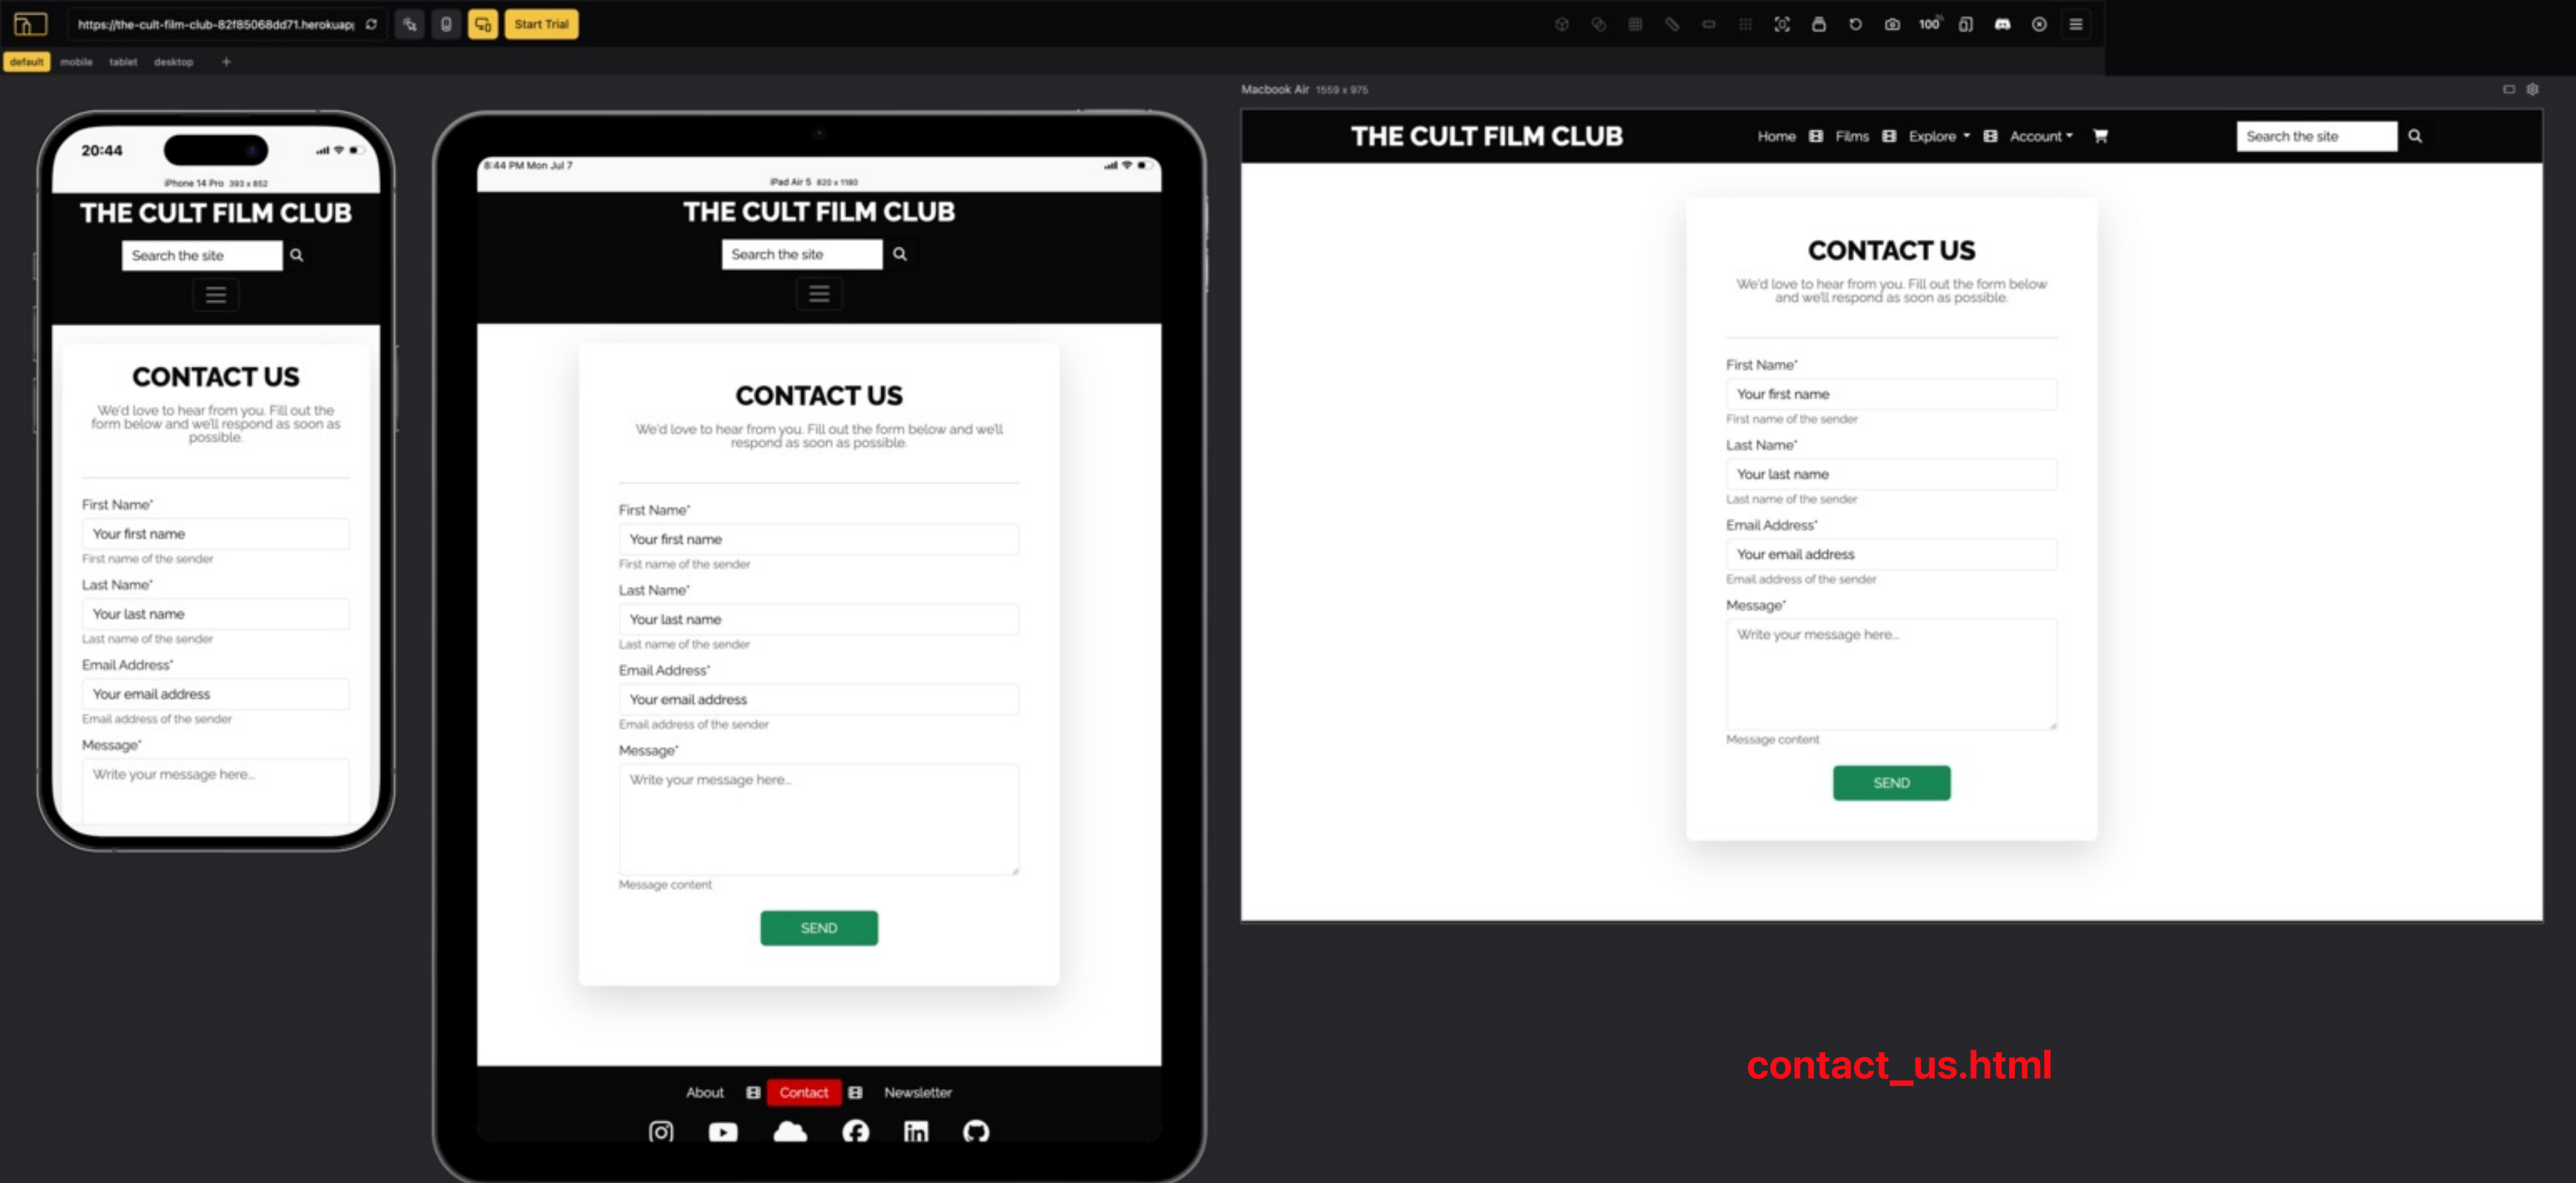 https://the-cult-film-club-82f85068dd71.herokuap
Start Trial
100%
default mobile tablet desktop +
20:44
iPhone 14 Pro 393 x 852
THE CULT FILM CLUB
Search the site
CONTACT US
We'd love to hear from you. Fill out the
form below and we'll respond as soon as
possible.
First Name*
Your first name
First name of the sender
Last Name*
Your last name
Last name of the sender
Email Address*
Your email address
Email address of the sender
Message*
Write your message here...
8:44 PM Mon Jul 7
iPad Air 5 820 x 1180
THE CULT FILM CLUB
Search the site
CONTACT US
We'd love to hear from you. Fill out the form below and we'll
respond as soon as possible.
First Name*
Your first name
First name of the sender
Last Name*
Your last name
Last name of the sender
Email Address*
Your email address
Email address of the sender
Message*
Write your message here...
Message content
SEND
About Contact Newsletter
Macbook Air 1559 x 975
THE CULT FILM CLUB Home Films Explore Account Search the site
CONTACT US
We'd love to hear from you. Fill out the form below
and we'll respond as soon as possible.
First Name*
Your first name
First name of the sender
Last Name*
Your last name
Last name of the sender
Email Address*
Your email address
Email address of the sender
Message*
Write your message here...
Message content
SEND
contact_us.html